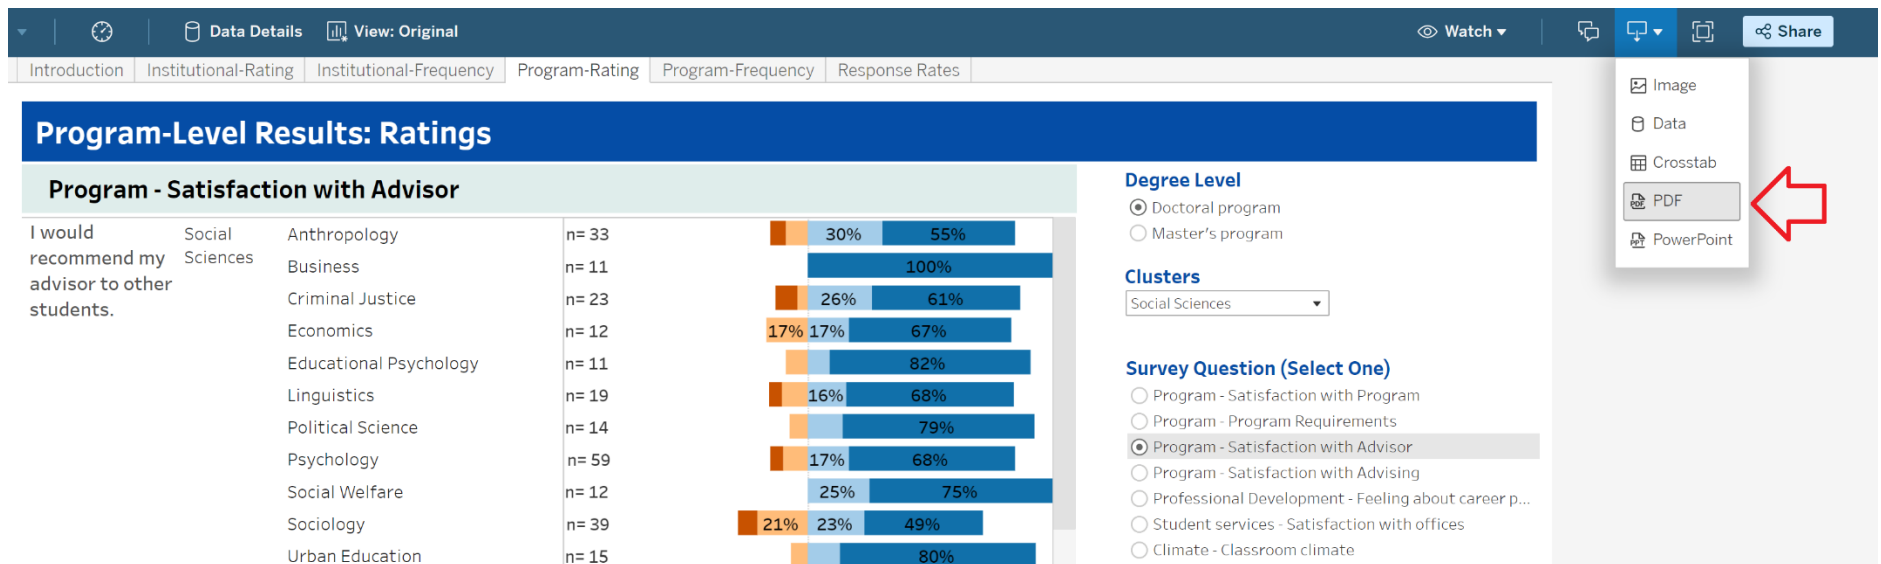 Data Details
View: Original
Watch
Share
Introduction
Institutional-Rating
Institutional-Frequency
Program-Rating
Program-Frequency
Response Rates
Image
Data
Crosstab
PDF
PDF
PPT
PowerPoint
Program-Level Results: Ratings
Program - Satisfaction with Advisor
I would
recommend my
advisor to other
students.
Social
Sciences
Anthropology n= 33 30% 55%
Business n= 11 100%
Criminal Justice n= 23 26% 61%
Economics n= 12 17% 17% 67%
Educational Psychology n= 11 82%
Linguistics n= 19 16% 68%
Political Science n= 14 79%
Psychology n= 59 17% 68%
Social Welfare n= 12 25% 75%
Sociology n= 39 21% 23% 49%
Urban Education n= 15 80%
Degree Level
Doctoral program
Master's program
Clusters
Social Sciences
Survey Question (Select One)
Program - Satisfaction with Program
Program - Program Requirements
Program - Satisfaction with Advisor
Program - Satisfaction with Advising
Professional Development - Feeling about career p...
Student services - Satisfaction with offices
Climate - Classroom climate